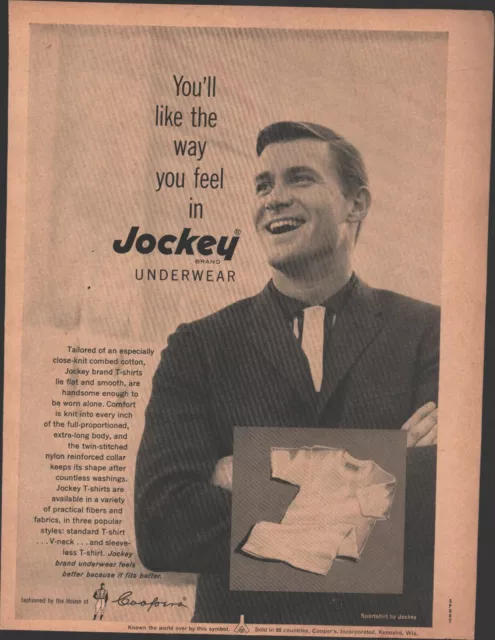 You'll
like the
way
you feel
in
Jockey®
BRAND
UNDERWEAR
Tailored of an especially
close-knit combed cotton,
Jockey brand T-shirts
lie flat and smooth, are
handsome enough to
be worn alone. Comfort
is knit into every inch
of the full-proportioned,
extra-long body, and
the twin-stitched
nylon reinforced collar
keeps its shape after
countless washings.
Jockey T-shirts are
available in a variety
of practical fibers and
fabrics, in three popular
styles: standard T-shirt
. . . V-neck . . . and sleeve-
less T-shirt. Jockey
brand underwear feels
better because it fits better.
fashioned by the House of
Coopers
Sportshirt by Jockey
Known the world over by this symbol.
Sold in 98 countries, Cooper's, Incorporated, Kenosha, Wis.